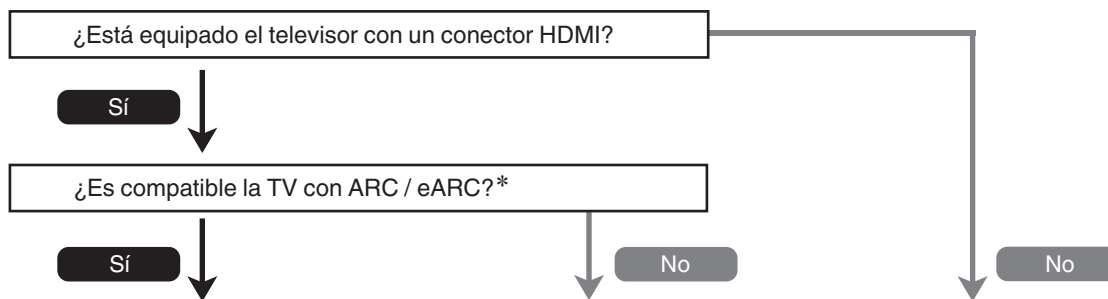 ¿Está equipado el televisor con un conector HDMI?
Sí
¿Es compatible la TV con ARC / eARC?*
Sí
No
No